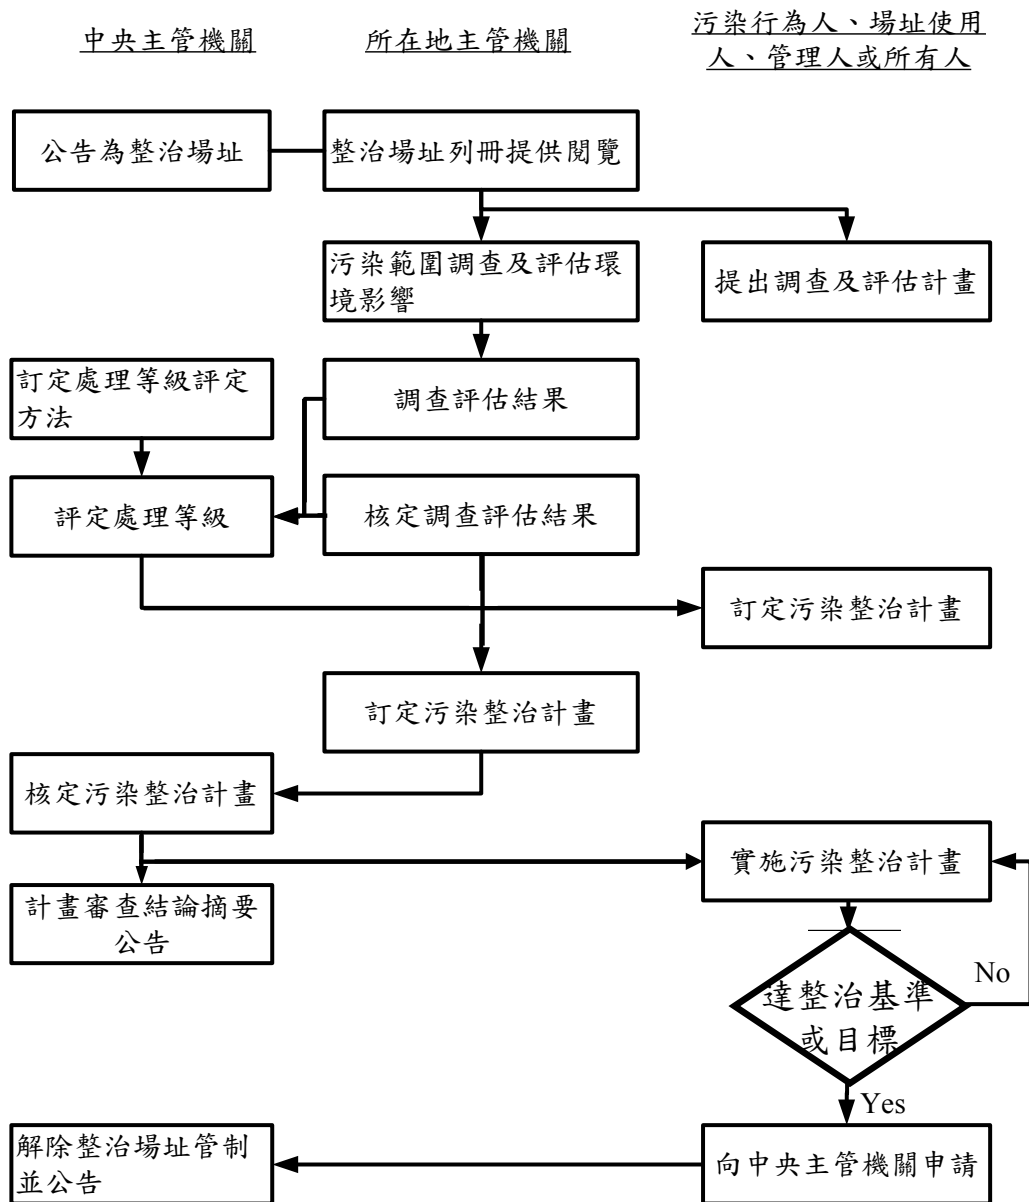 中央主管機關
所在地主管機關
污染行為人、場址使用
人、管理人或所有人
公告為整治場址
整治場址列冊提供閱覽
污染範圍調查及評估環
境影響
提出調查及評估計畫
訂定處理等級評定
方法
調查評估結果
評定處理等級
核定調查評估結果
訂定污染整治計畫
訂定污染整治計畫
核定污染整治計畫
實施污染整治計畫
計畫審查結論摘要
公告
No
達整治基準
或目標
Yes
解除整治場址管制
並公告
向中央主管機關申請